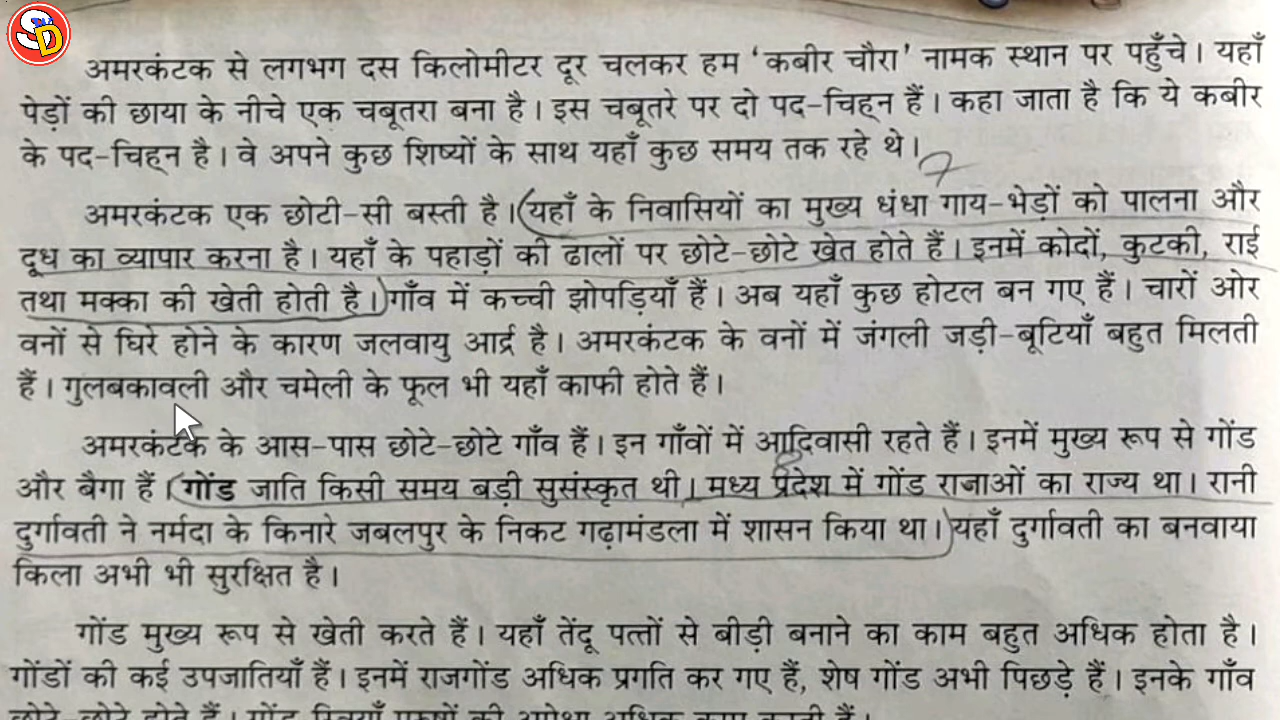 SD
अमरकंटक से लगभग दस किलोमीटर दूर चलकर हम ‘कबीर चौरा’ नामक स्थान पर पहुँचे। यहाँ
पेड़ों की छाया के नीचे एक चबूतरा बना है। इस चबूतरे पर दो पद-चिह्न हैं। कहा जाता है कि ये कबीर
के पद-चिह्न है। वे अपने कुछ शिष्यों के साथ यहाँ कुछ समय तक रहे थे।
7
अमरकंटक एक छोटी-सी बस्ती है। (यहाँ के निवासियों का मुख्य धंधा गाय-भेड़ों को पालना और
दूध का व्यापार करना है। यहाँ के पहाड़ों की ढालों पर छोटे-छोटे खेत होते हैं। इनमें कोदों, कुटकी, राई
तथा मक्का की खेती होती है।) गाँव में कच्ची झोपड़ियाँ हैं। अब यहाँ कुछ होटल बन गए हैं। चारों ओर
वनों से घिरे होने के कारण जलवायु आर्द्र है। अमरकंटक के वनों में जंगली जड़ी-बूटियाँ बहुत मिलती
हैं। गुलबकावली और चमेली के फूल भी यहाँ काफी होते हैं।
अमरकंटक के आस-पास छोटे-छोटे गाँव हैं। इन गाँवों में आदिवासी रहते हैं। इनमें मुख्य रूप से गोंड
8
और बैगा हैं। (गोंड जाति किसी समय बड़ी सुसंस्कृत थी। मध्य प्रदेश में गोंड राजाओं का राज्य था। रानी
दुर्गावती ने नर्मदा के किनारे जबलपुर के निकट गढ़ामंडला में शासन किया था।) यहाँ दुर्गावती का बनवाया
किला अभी भी सुरक्षित है।
गोंड मुख्य रूप से खेती करते हैं। यहाँ तेंदू पत्तों से बीड़ी बनाने का काम बहुत अधिक होता है।
गोंडों की कई उपजातियाँ हैं। इनमें राजगोंड अधिक प्रगति कर गए हैं, शेष गोंड अभी पिछड़े हैं। इनके गाँव